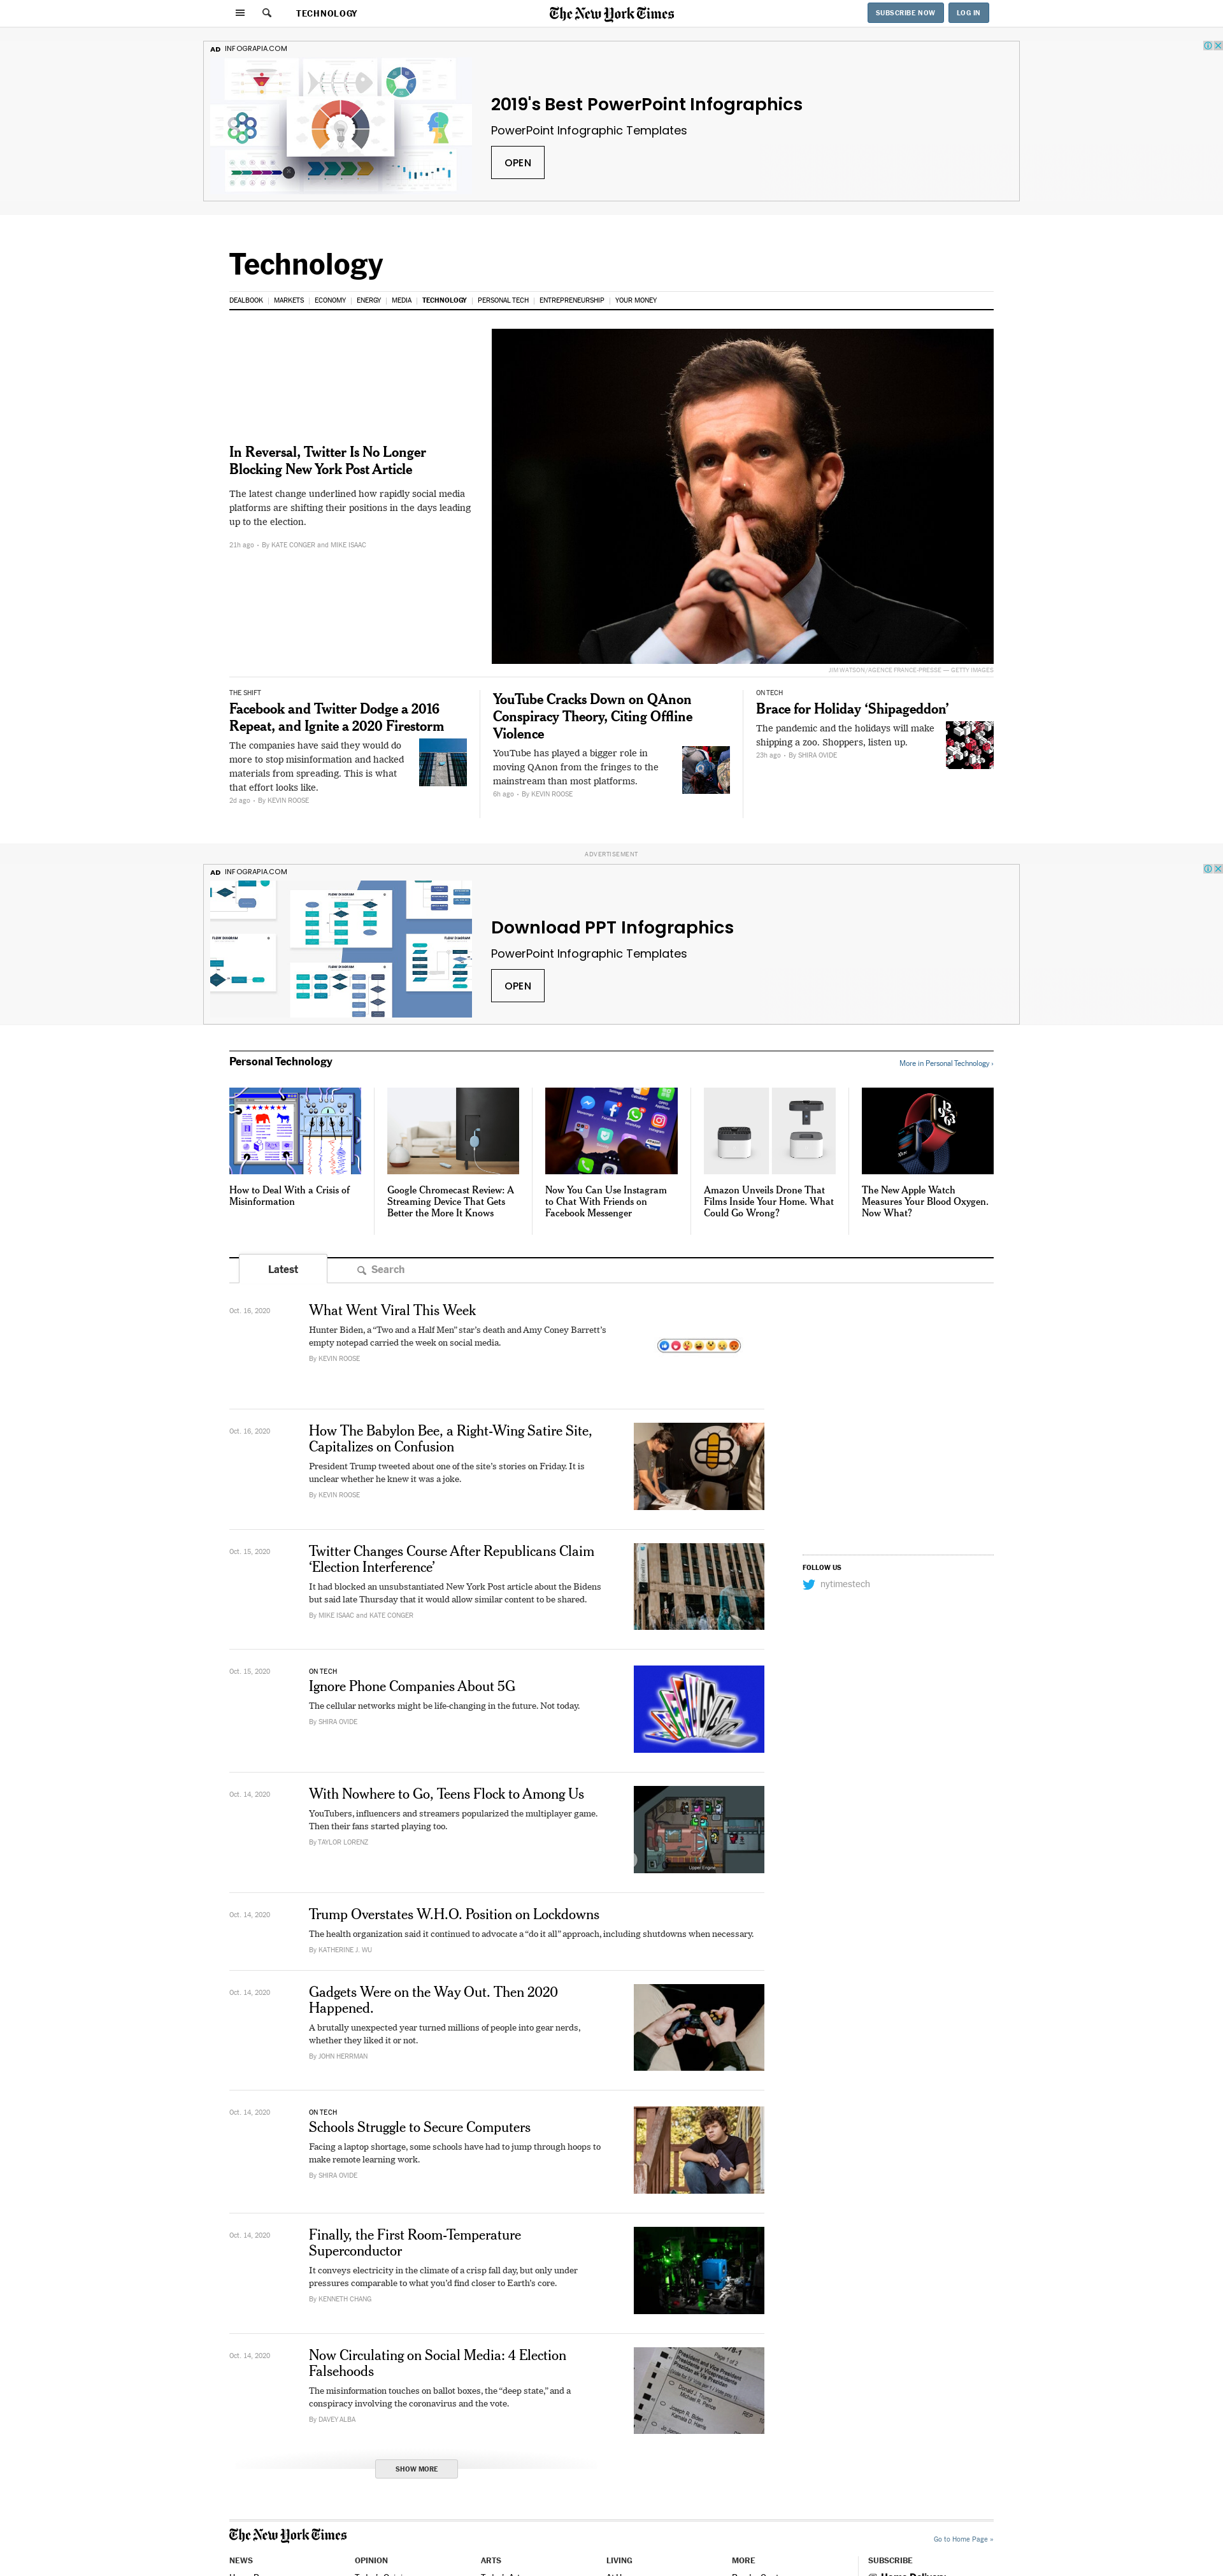 TECHNOLOGY
The New York Times
SUBSCRIBE NOW
LOG IN
AD INFOGRAPIA.COM
2019's Best PowerPoint Infographics
PowerPoint Infographic Templates
OPEN
Technology
DEALBOOK | MARKETS | ECONOMY | ENERGY | MEDIA | TECHNOLOGY | PERSONAL TECH | ENTREPRENEURSHIP | YOUR MONEY
In Reversal, Twitter Is No Longer
Blocking New York Post Article
The latest change underlined how rapidly social media
platforms are shifting their positions in the days leading
up to the election.
21h ago • By KATE CONGER and MIKE ISAAC
JIM WATSON/AGENCE FRANCE-PRESSE — GETTY IMAGES
THE SHIFT
Facebook and Twitter Dodge a 2016
Repeat, and Ignite a 2020 Firestorm
The companies have said they would do
more to stop misinformation and hacked
materials from spreading. This is what
that effort looks like.
2d ago • By KEVIN ROOSE
YouTube Cracks Down on QAnon
Conspiracy Theory, Citing Offline
Violence
YouTube has played a bigger role in
moving QAnon from the fringes to the
mainstream than most platforms.
6h ago • By KEVIN ROOSE
ON TECH
Brace for Holiday ‘Shipageddon’
The pandemic and the holidays will make
shipping a zoo. Shoppers, listen up.
23h ago • By SHIRA OVIDE
ADVERTISEMENT
AD INFOGRAPIA.COM
FLOW DIAGRAM
FLOW DIAGRAM
FLOW DIAGRAM
FLOW DIAGRAM
Download PPT Infographics
PowerPoint Infographic Templates
OPEN
Personal Technology
More in Personal Technology ›
How to Deal With a Crisis of
Misinformation
Google Chromecast Review: A
Streaming Device That Gets
Better the More It Knows
Now You Can Use Instagram
to Chat With Friends on
Facebook Messenger
Amazon Unveils Drone That
Films Inside Your Home. What
Could Go Wrong?
The New Apple Watch
Measures Your Blood Oxygen.
Now What?
Latest
Search
Oct. 16, 2020
What Went Viral This Week
Hunter Biden, a “Two and a Half Men” star’s death and Amy Coney Barrett’s
empty notepad carried the week on social media.
By KEVIN ROOSE
Oct. 16, 2020
How The Babylon Bee, a Right-Wing Satire Site,
Capitalizes on Confusion
President Trump tweeted about one of the site’s stories on Friday. It is
unclear whether he knew it was a joke.
By KEVIN ROOSE
Oct. 15, 2020
Twitter Changes Course After Republicans Claim
‘Election Interference’
It had blocked an unsubstantiated New York Post article about the Bidens
but said late Thursday that it would allow similar content to be shared.
By MIKE ISAAC and KATE CONGER
FOLLOW US
nytimestech
Oct. 15, 2020
ON TECH
Ignore Phone Companies About 5G
The cellular networks might be life-changing in the future. Not today.
By SHIRA OVIDE
Oct. 14, 2020
With Nowhere to Go, Teens Flock to Among Us
YouTubers, influencers and streamers popularized the multiplayer game.
Then their fans started playing too.
By TAYLOR LORENZ
Upper Engine
Oct. 14, 2020
Trump Overstates W.H.O. Position on Lockdowns
The health organization said it continued to advocate a “do it all” approach, including shutdowns when necessary.
By KATHERINE J. WU
Oct. 14, 2020
Gadgets Were on the Way Out. Then 2020
Happened.
A brutally unexpected year turned millions of people into gear nerds,
whether they liked it or not.
By JOHN HERRMAN
Oct. 14, 2020
ON TECH
Schools Struggle to Secure Computers
Facing a laptop shortage, some schools have had to jump through hoops to
make remote learning work.
By SHIRA OVIDE
Oct. 14, 2020
Finally, the First Room-Temperature
Superconductor
It conveys electricity in the climate of a crisp fall day, but only under
pressures comparable to what you’d find closer to Earth’s core.
By KENNETH CHANG
Oct. 14, 2020
Now Circulating on Social Media: 4 Election
Falsehoods
The misinformation touches on ballot boxes, the “deep state,” and a
conspiracy involving the coronavirus and the vote.
By DAVEY ALBA
Page 1 of 2
President and Vice President
Donald J. Trump
Michael R. Pence
REP
Joseph R. Biden
Kamala D. Harris
SHOW MORE
The New York Times
Go to Home Page »
NEWS
OPINION
ARTS
LIVING
MORE
SUBSCRIBE